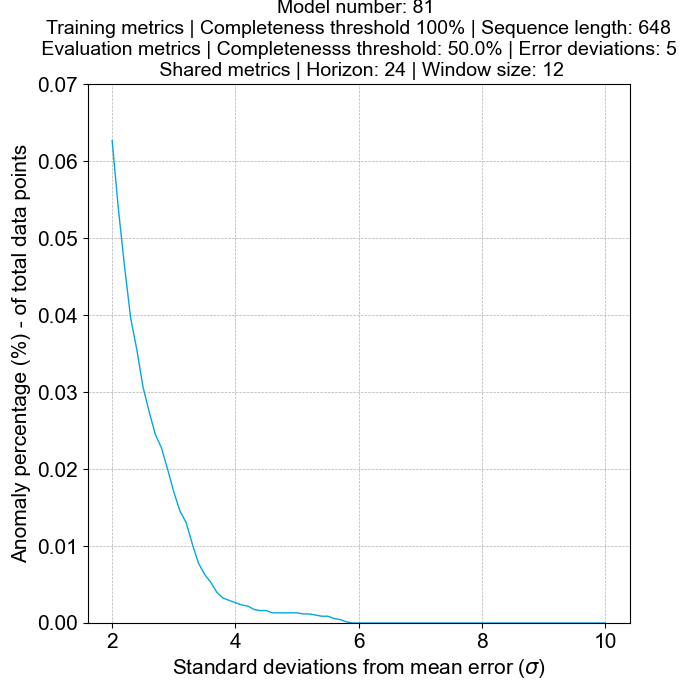 Model number: 81
Training metrics | Completeness threshold 100% | Sequence length: 648
Evaluation metrics | Completenesss threshold: 50.0% | Error deviations: 5
Shared metrics | Horizon: 24 | Window size: 12
0.07
0.06
0.05
0.04
0.03
0.02
0.01
0.00
Anomaly percentage (%) - of total data points
2 4 6 8 10
Standard deviations from mean error (σ)